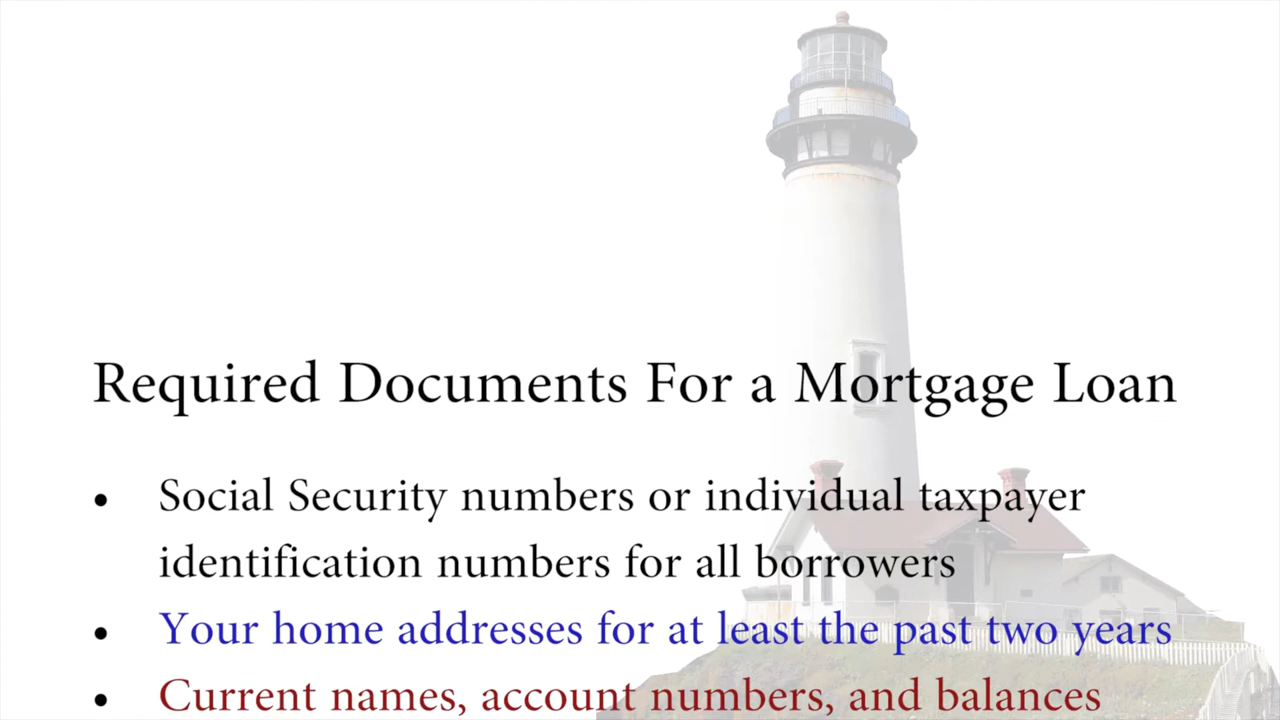 Required Documents For a Mortgage Loan
• Social Security numbers or individual taxpayer
identification numbers for all borrowers
• Your home addresses for at least the past two years
• Current names, account numbers, and balances